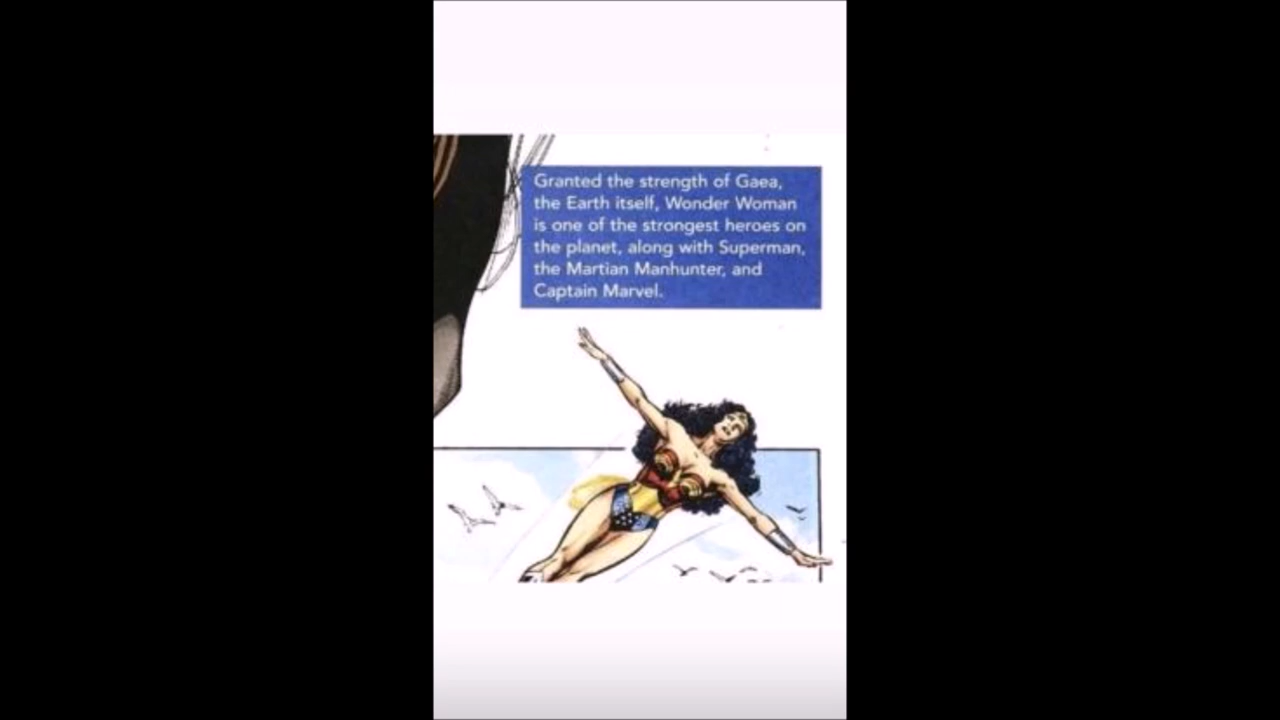 Granted the strength of Gaea,
the Earth itself, Wonder Woman
is one of the strongest heroes on
the planet, along with Superman,
the Martian Manhunter, and
Captain Marvel.